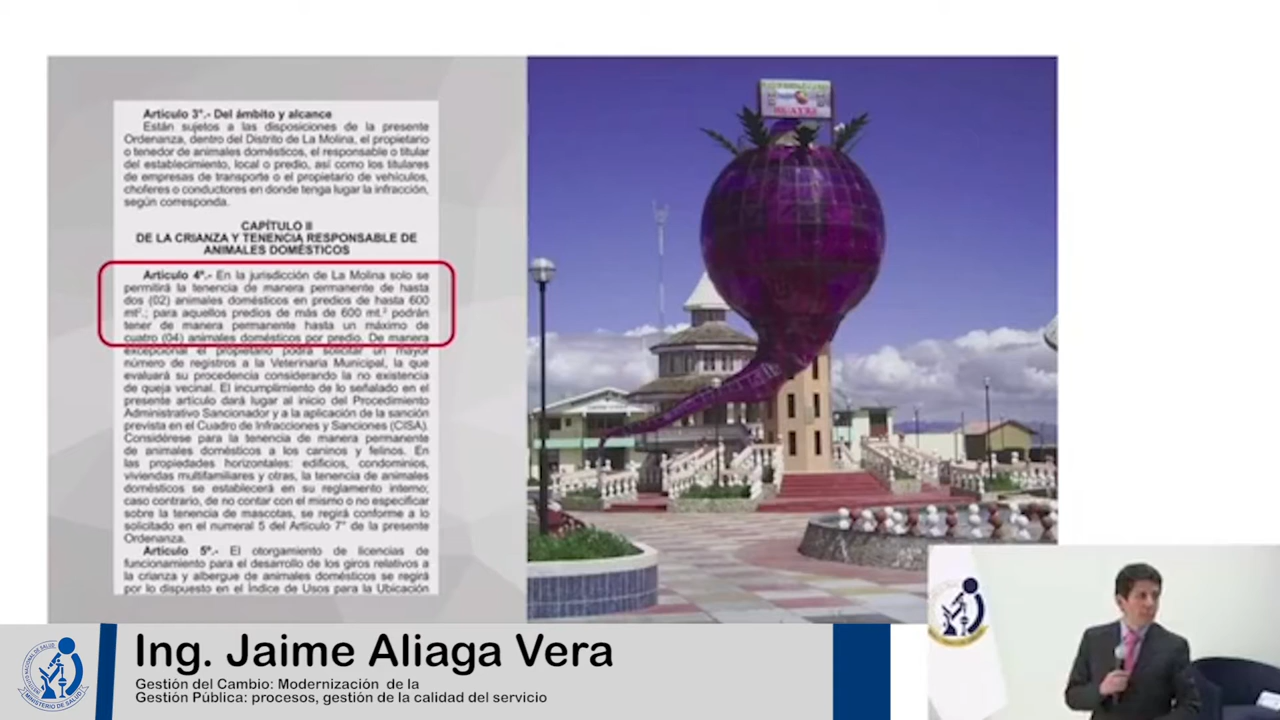 Artículo 3°.- Del ámbito y alcance
Están sujetos a las disposiciones de la presente
Ordenanza, dentro del Distrito de La Molina, el propietario
o tenedor de animales domésticos, el responsable o titular
del establecimiento, local o predio, así como los titulares
de empresas de transporte o el propietario de vehículos,
choferes o conductores en donde tenga lugar la infracción,
según corresponda.
CAPÍTULO II
DE LA CRIANZA Y TENENCIA RESPONSABLE DE
ANIMALES DOMÉSTICOS
Artículo 4°.- En la jurisdicción de La Molina solo se
permitirá la tenencia de manera permanente de hasta
dos (02) animales domésticos en predios de hasta 600
mt².; para aquellos predios de más de 600 mt.² podrán
tener de manera permanente hasta un máximo de
cuatro (04) animales domésticos por predio. De manera
excepcional el propietario podrá solicitar un mayor
número de registros a la Veterinaria Municipal, la que
evaluará su procedencia considerando la no existencia
de queja vecinal. El incumplimiento de lo señalado en el
presente artículo dará lugar al inicio del Procedimiento
Administrativo Sancionador y a la aplicación de la sanción
prevista en el Cuadro de Infracciones y Sanciones (CISA).
Considérese para la tenencia de manera permanente
de animales domésticos a los caninos y felinos. En
las propiedades horizontales: edificios, condominios,
viviendas multifamiliares y otras, la tenencia de animales
domésticos se establecerá en su reglamento interno;
caso contrario, de no contar con el mismo o no especificar
sobre la tenencia de mascotas, se regirá conforme a lo
solicitado en el numeral 5 del Artículo 7° de la presente
Ordenanza.
Artículo 5°.- El otorgamiento de licencias de
funcionamiento para el desarrollo de los giros relativos a
la crianza y albergue de animales domésticos se regirá
por lo dispuesto en el Índice de Usos para la Ubicación
HUAYRE
Ing. Jaime Aliaga Vera
Gestión del Cambio: Modernización de la
Gestión Pública: procesos, gestión de la calidad del servicio
MINISTERIO DE SALUD